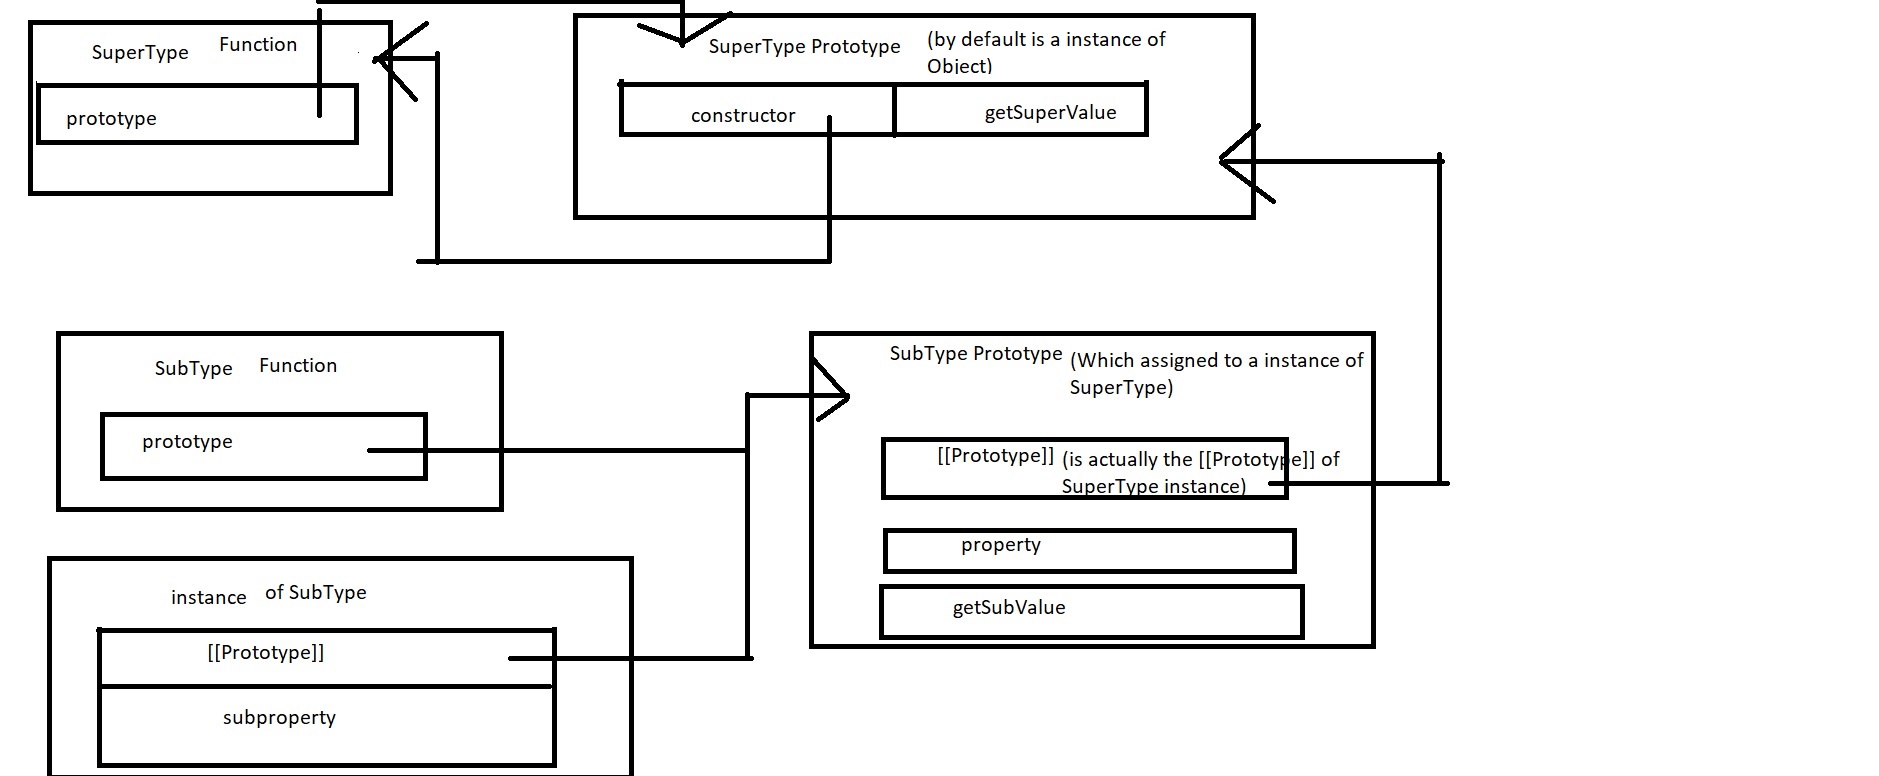 SuperType Function
prototype
SuperType Prototype (by default is a instance of
Object)
constructor getSuperValue
SubType Function
prototype
SubType Prototype (Which assigned to a instance of
SuperType)
[[Prototype]] (is actually the [[Prototype]] of
SuperType instance)
property
getSubValue
instance of SubType
[[Prototype]]
subproperty